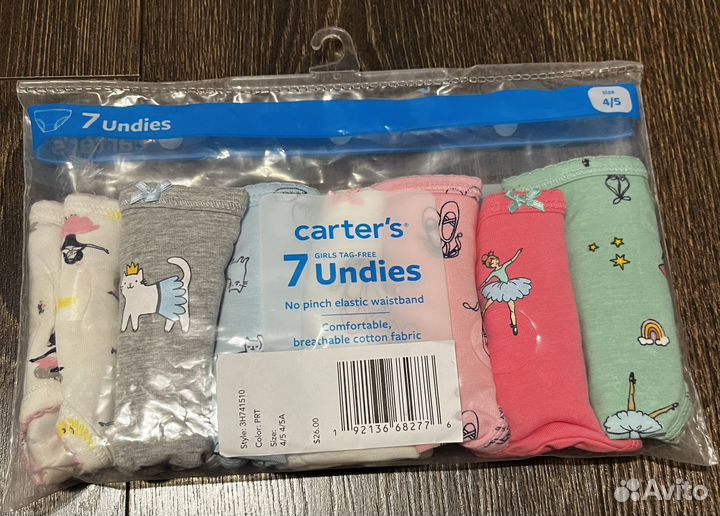 7 Undies
size
4/5
carter's®
GIRLS TAG-FREE
7 Undies
No pinch elastic waistband
Comfortable,
breathable cotton fabric
Style: 3H741510
Color: PRT
Size:
4/5 4/5A
$26.00
1 92136 68277 6
Avito